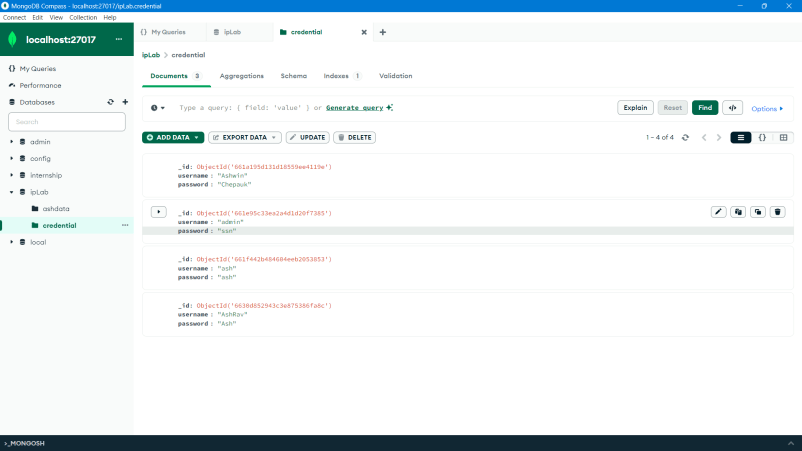 MongoDB Compass - localhost:27017/ipLab.credential
Connect Edit View Collection Help
localhost:27017 ...
{} My Queries
ipLab
credential
My Queries
Performance
Databases
Search
admin
config
internship
ipLab
ashdata
credential ...
local
ipLab > credential
Documents 3 Aggregations Schema Indexes 1 Validation
Type a query: { field: 'value' } or Generate query
Explain Reset Find </> Options
ADD DATA EXPORT DATA UPDATE DELETE
1 – 4 of 4
{}
_id: ObjectId('661a195d131d18559ee4119e')
username : "Ashwin"
password : "Chepauk"
_id: ObjectId('661e95c33ea2a4d1d20f7385')
username : "admin"
password : "ssn"
_id: ObjectId('661f442b484604eeb2653853')
username : "ash"
password : "ash"
_id: ObjectId('6630d852943c3e875386fa6c')
username : "AshRav"
password : "Ash"
>_MONGOSH